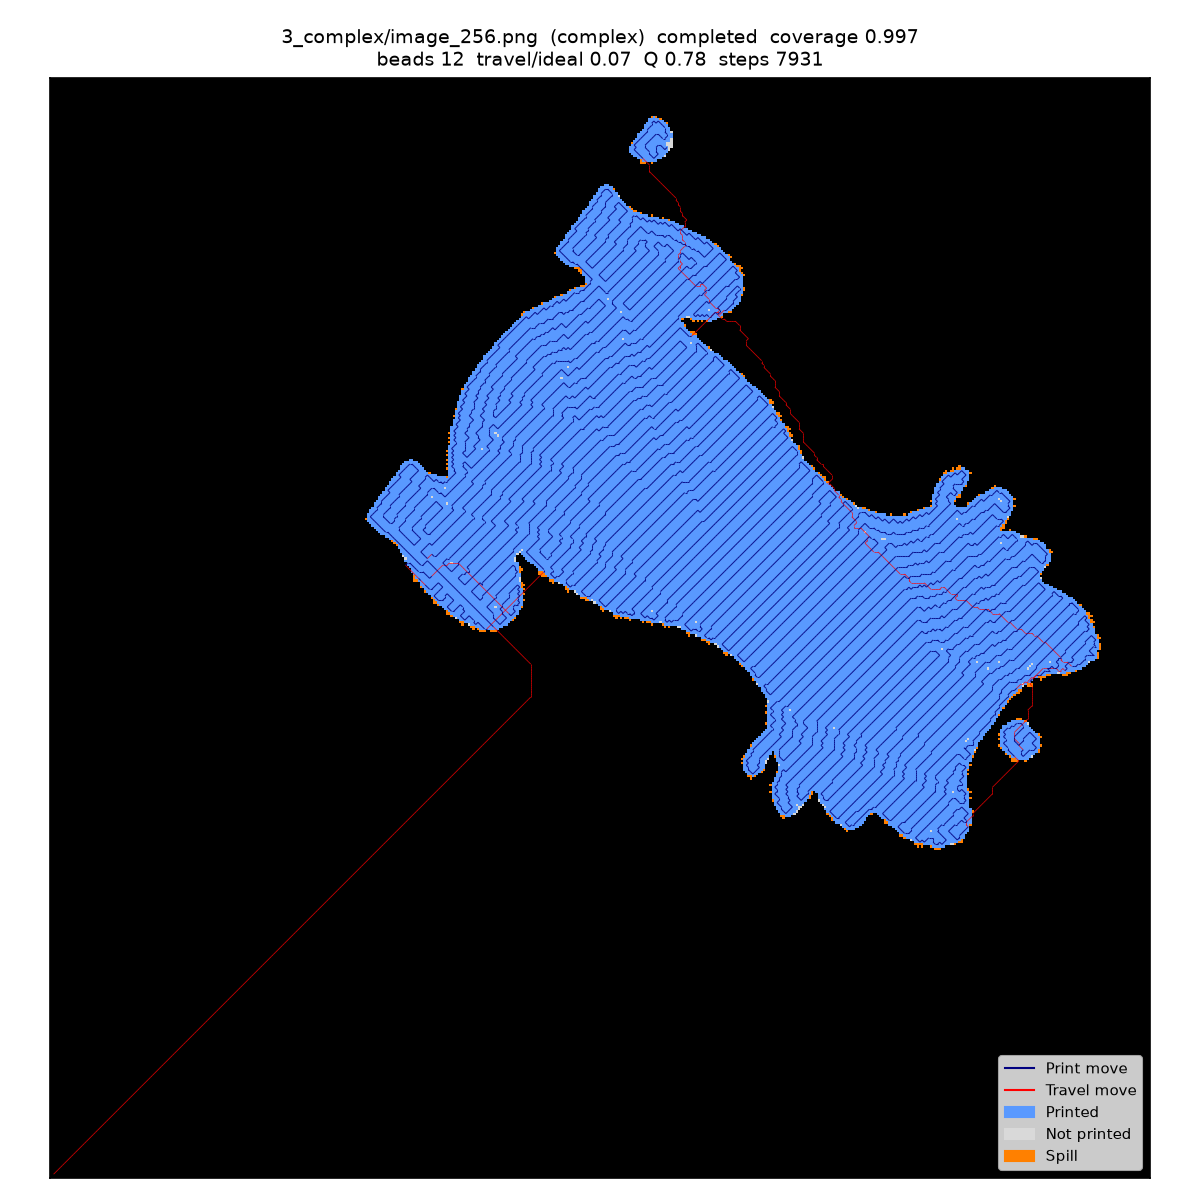 3_complex/image_256.png  (complex)  completed  coverage 0.997
beads 12  travel/ideal 0.07  Q 0.78  steps 7931
Print move
Travel move
Printed
Not printed
Spill